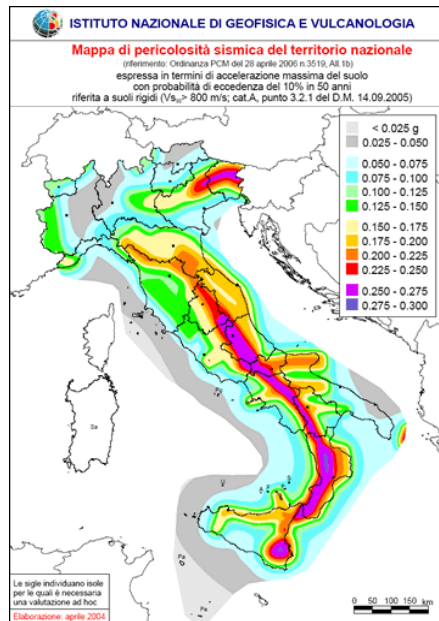 ISTITUTO NAZIONALE DI GEOFISICA E VULCANOLOGIA
Mappa di pericolosità sismica del territorio nazionale
(riferimento: Ordinanza PCM del 28 aprile 2006 n.3519, All.1b)
espressa in termini di accelerazione massima del suolo
con probabilità di eccedenza del 10% in 50 anni
riferita a suoli rigidi (Vs30> 800 m/s; cat.A, punto 3.2.1 del D.M. 14.09.2005)
< 0.025 g
0.025 - 0.050
0.050 - 0.075
0.075 - 0.100
0.100 - 0.125
0.125 - 0.150
0.150 - 0.175
0.175 - 0.200
0.200 - 0.225
0.225 - 0.250
0.250 - 0.275
0.275 - 0.300
Sa
U
Pa
Pe
Le sigle individuano isole
per le quali è necessaria
una valutazione ad hoc
Elaborazione: aprile 2004
0 50 100 150 km